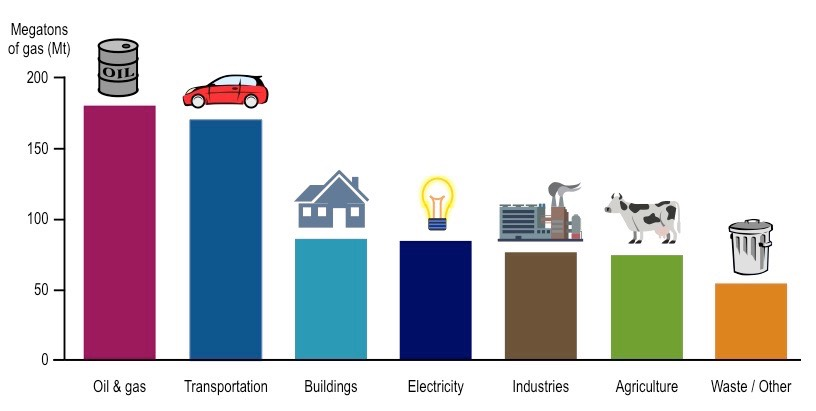 Megatons
of gas (Mt)
OIL
200
150
100
50
0
Oil & gas
Transportation
Buildings
Electricity
Industries
Agriculture
Waste / Other